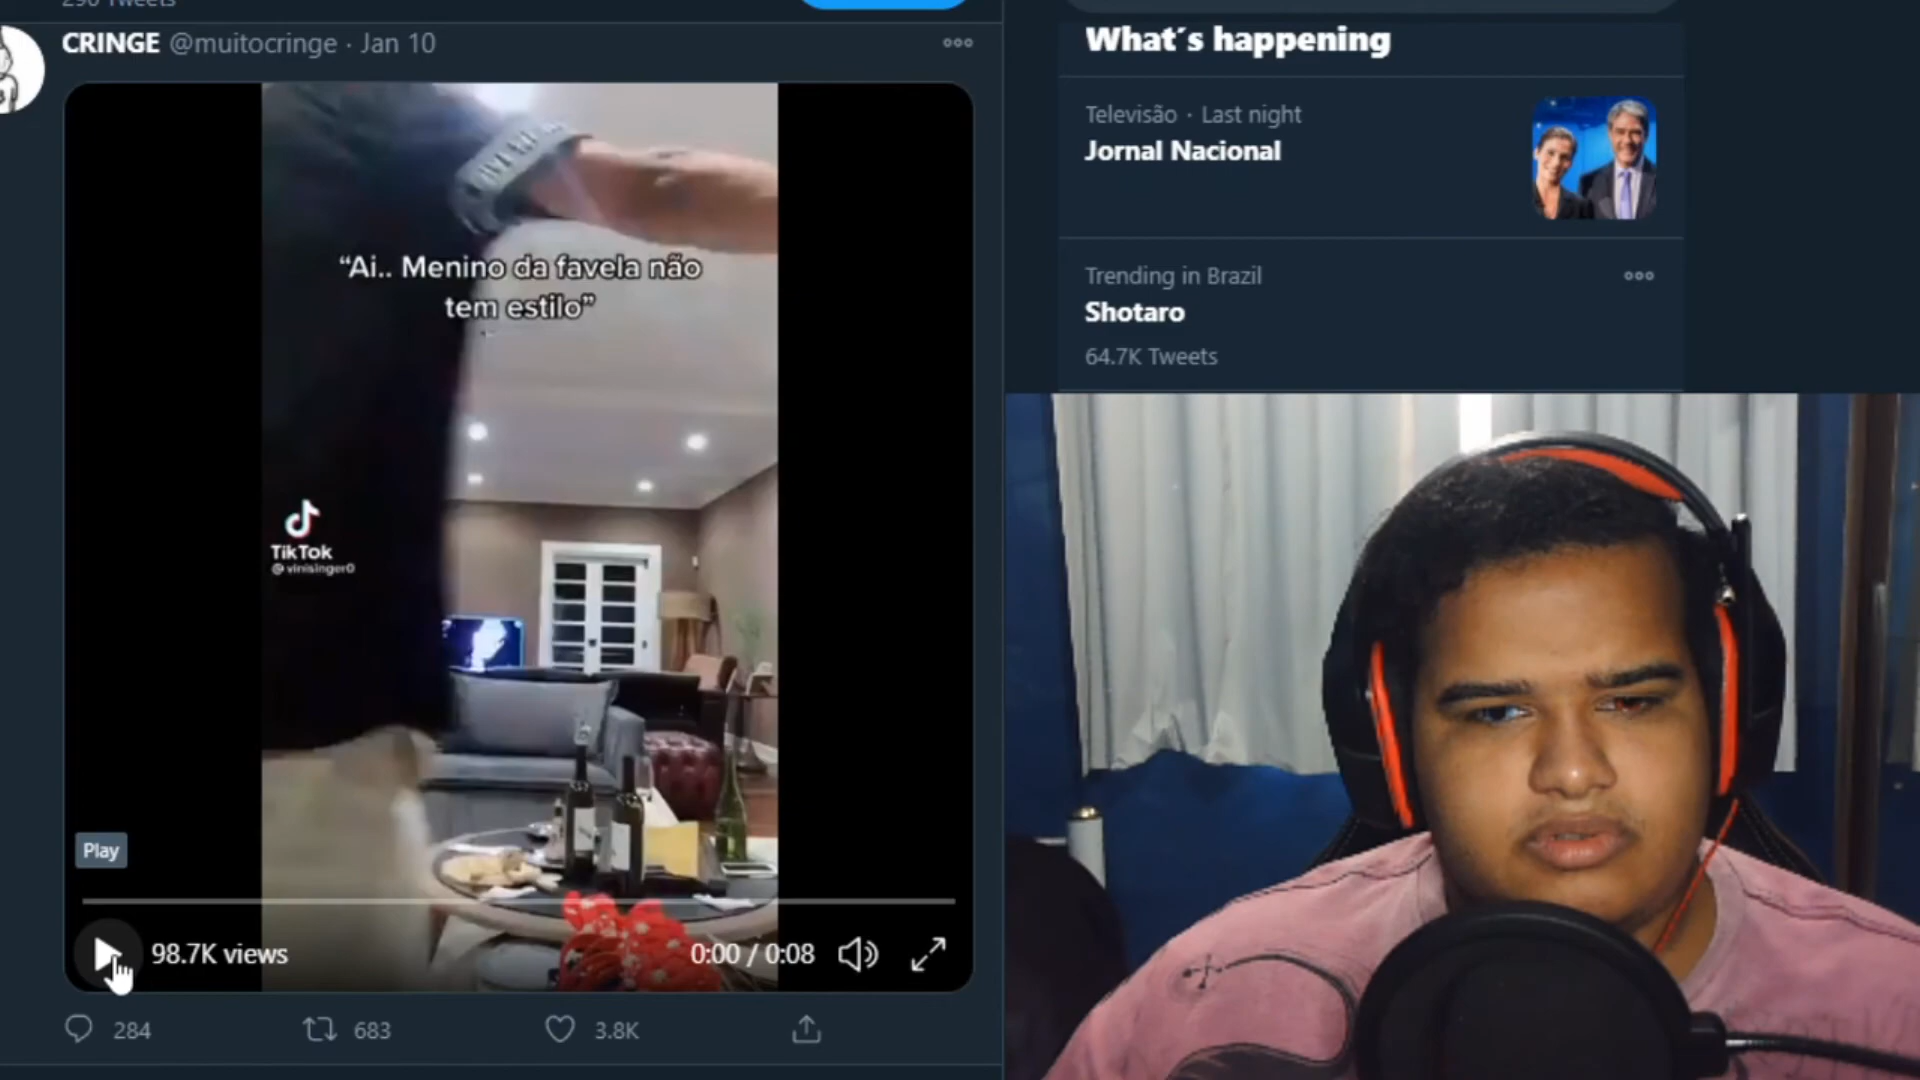 CRINGE @muitocringe · Jan 10
"Ai.. Menino da favela não
tem estilo"
TikTok
@vinisinger0
Play
98.7K views
0:00 / 0:08
284
683
3.8K
What´s happening
Televisão · Last night
Jornal Nacional
Trending in Brazil
Shotaro
64.7K Tweets